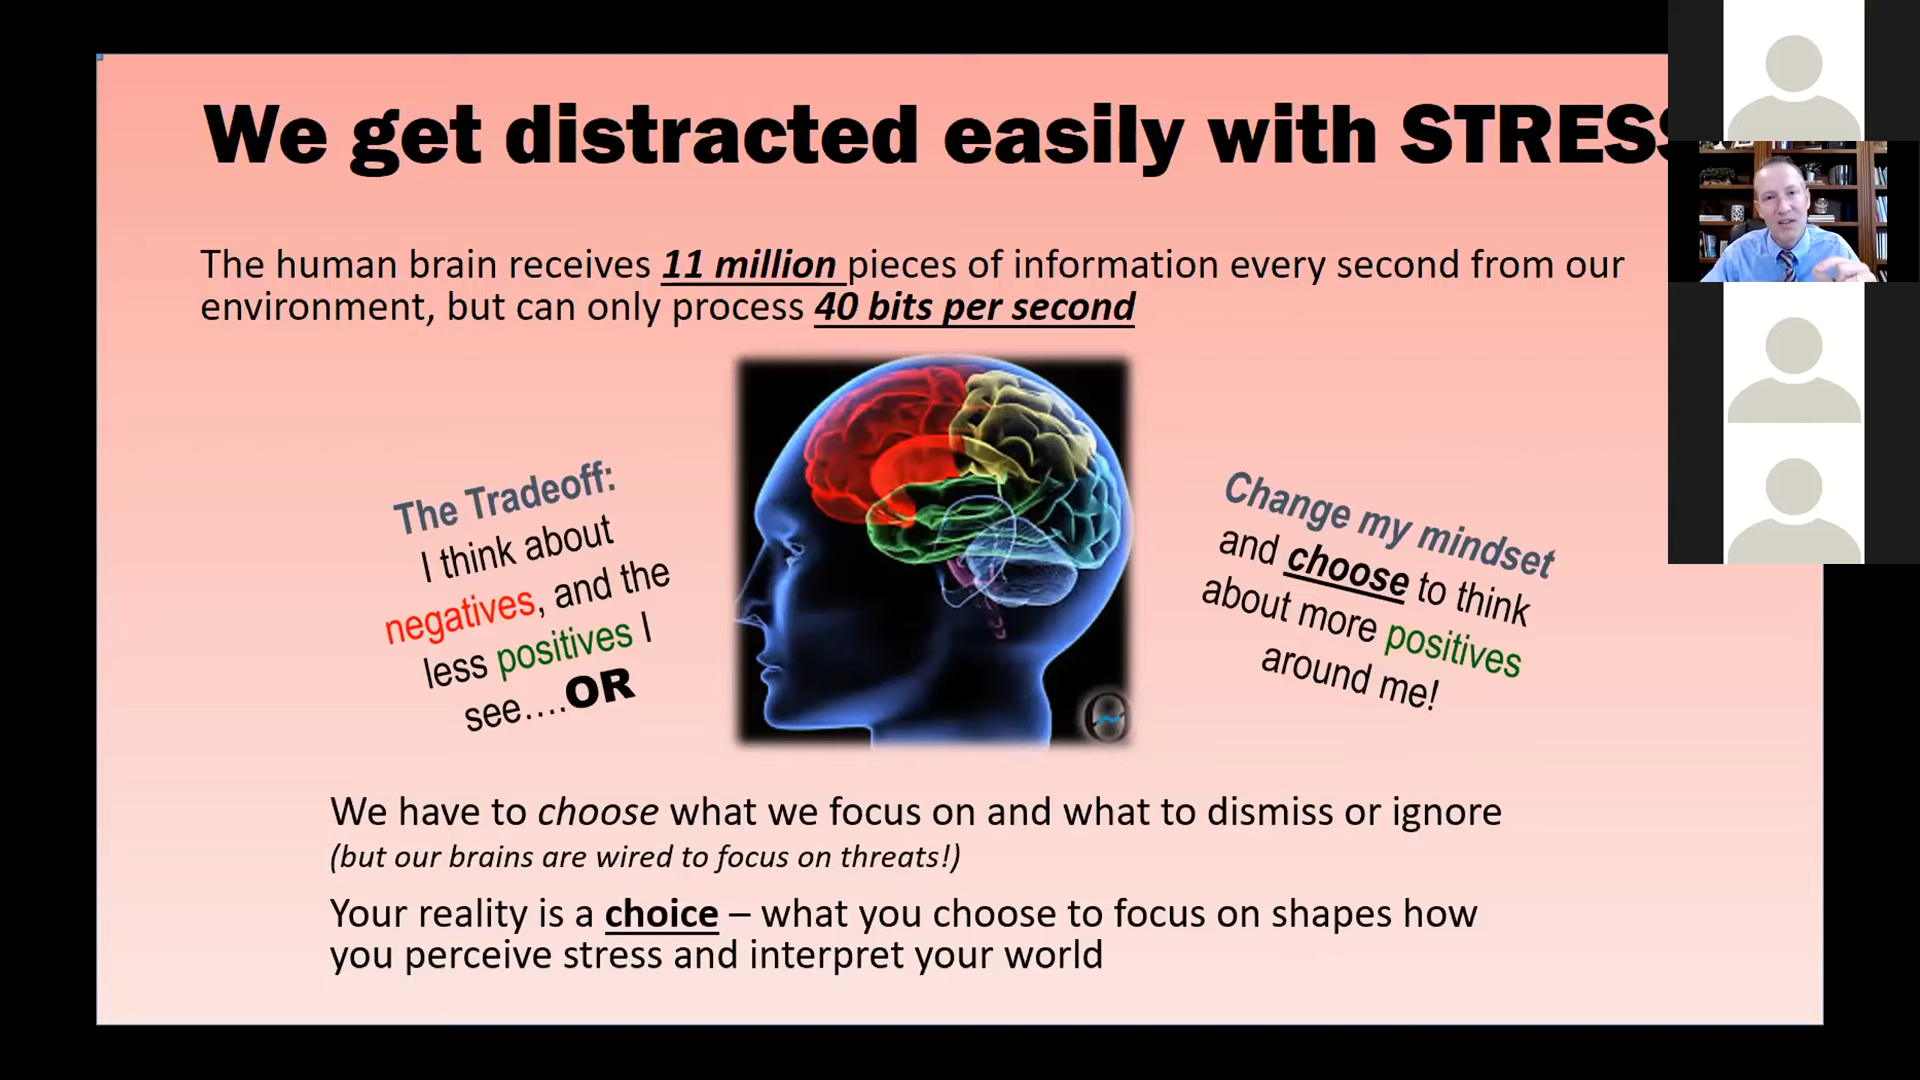 We get distracted easily with STRESS
The human brain receives 11 million pieces of information every second from our
environment, but can only process 40 bits per second
The Tradeoff:
I think about
negatives, and the
less positives I
see....OR
Change my mindset
and choose to think
about more positives
around me!
We have to choose what we focus on and what to dismiss or ignore
(but our brains are wired to focus on threats!)
Your reality is a choice – what you choose to focus on shapes how
you perceive stress and interpret your world